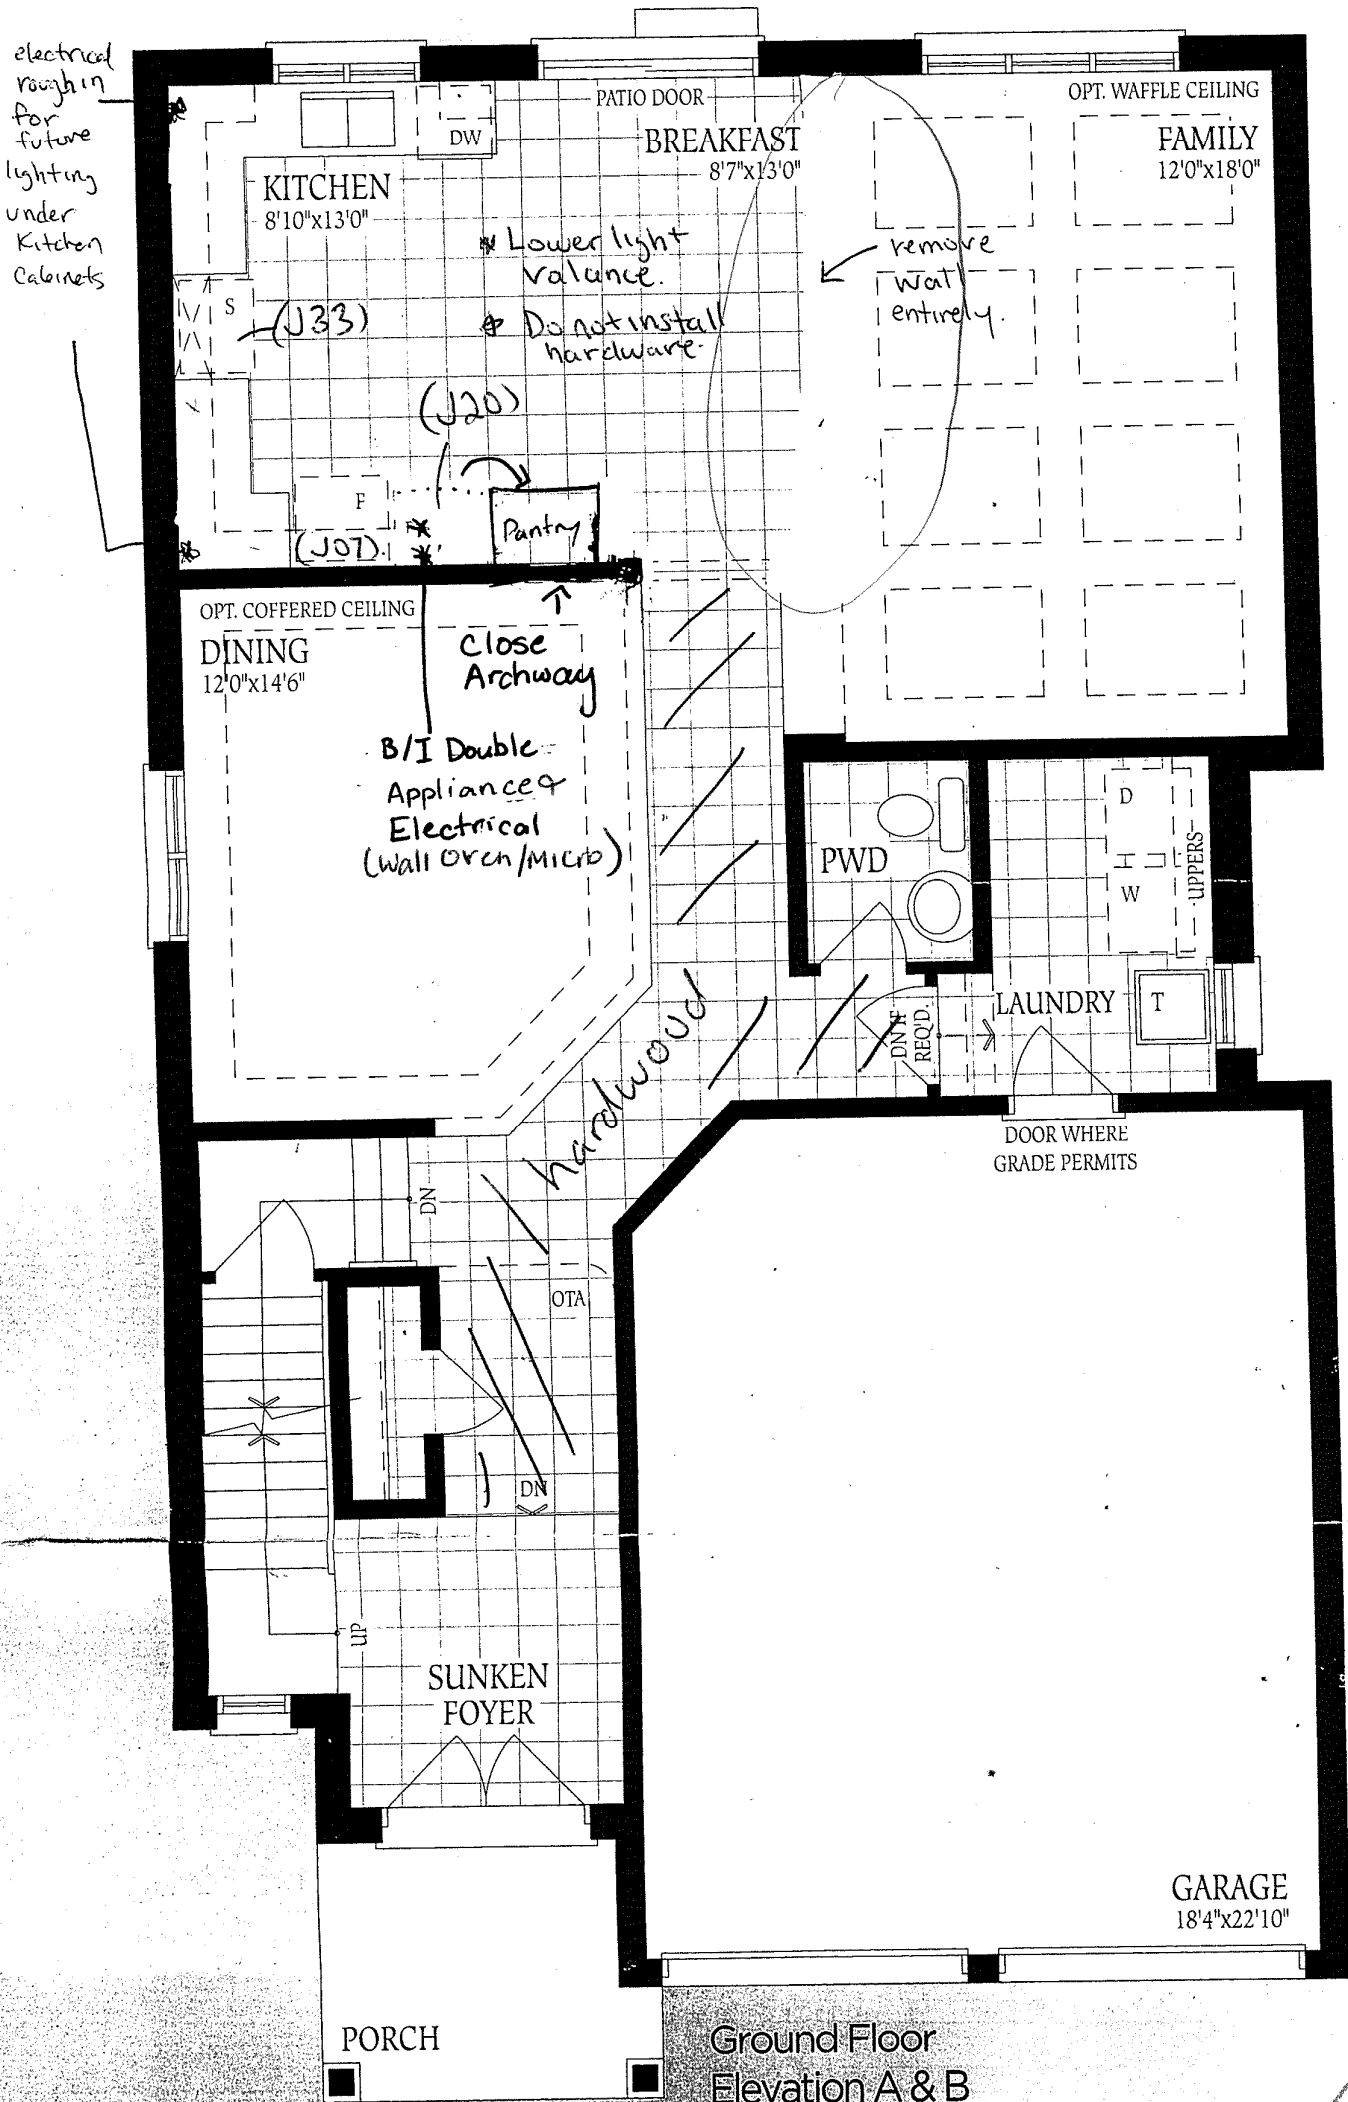 electrical
rough in
for
future
lighting
under
Kitchen
Cabinets
PATIO DOOR
OPT. WAFFLE CEILING
DW
BREAKFAST
8'7"x13'0"
FAMILY
12'0"x18'0"
KITCHEN
8'10"x13'0"
* Lower light
valance.
remove
wall
entirely.
S
(J33)
* Do not install
hardware.
(J20)
F
(J07)
Pantry
OPT. COFFERED CEILING
DINING
12'0"x14'6"
Close
Archway
B/I Double
Appliance &
Electrical
(Wall Oven/Micro)
D
PWD
UPPERS
W
hardwood
LAUNDRY
T
DN IF
REQ'D.
DOOR WHERE
GRADE PERMITS
DN
OTA
DN
UP
SUNKEN
FOYER
GARAGE
18'4"x22'10"
PORCH
Ground Floor
Elevation A & B